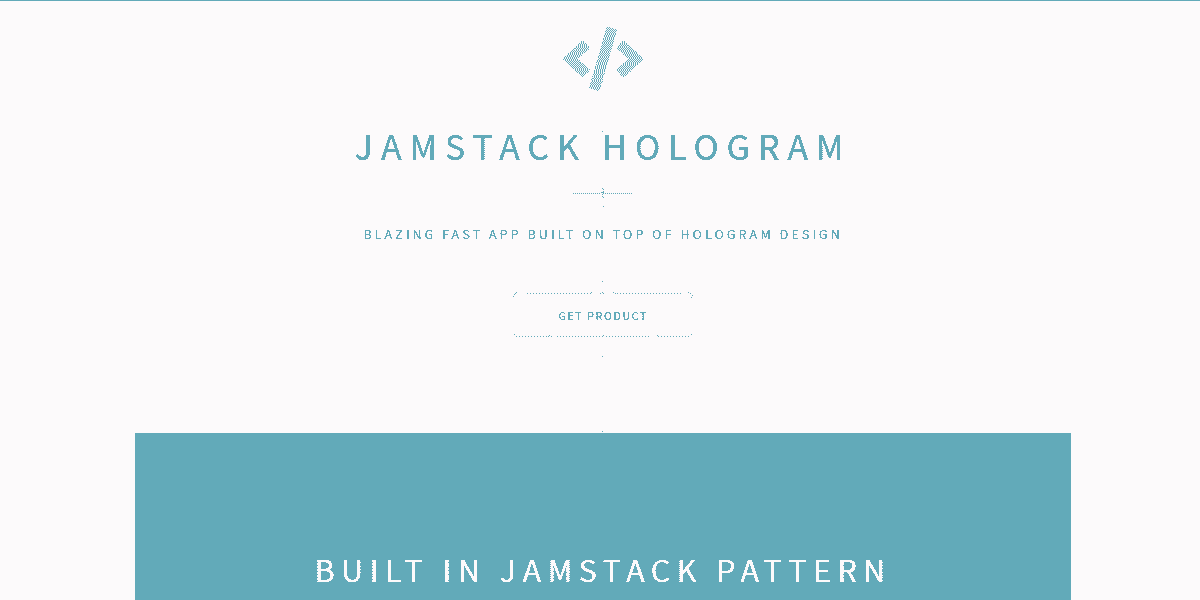 JAMSTACK HOLOGRAM
BLAZING FAST APP BUILT ON TOP OF HOLOGRAM DESIGN
GET PRODUCT
BUILT IN JAMSTACK PATTERN